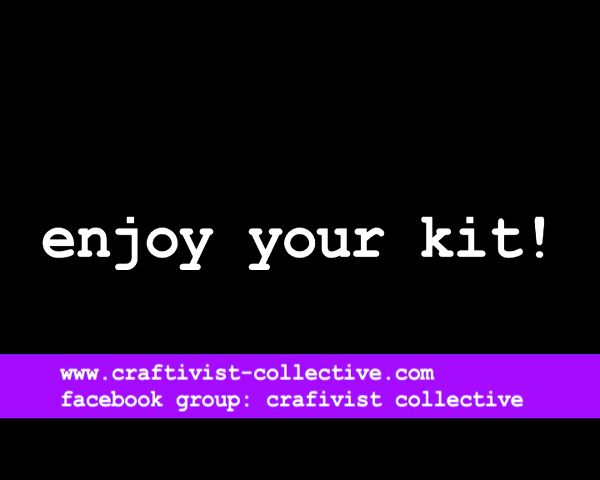 enjoy your kit!
www.craftivist-collective.com
facebook group: crafivist collective